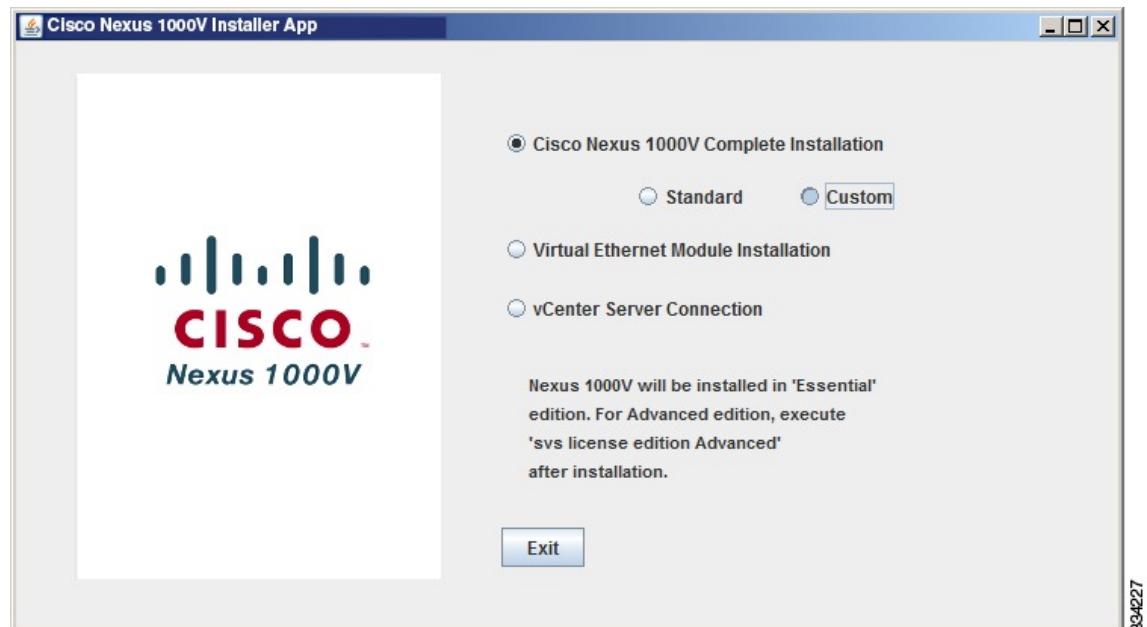 Cisco Nexus 1000V Installer App
Cisco Nexus 1000V Complete Installation
Standard Custom
Virtual Ethernet Module Installation
vCenter Server Connection
CISCO™
Nexus 1000V
Nexus 1000V will be installed in 'Essential'
edition. For Advanced edition, execute
'svs license edition Advanced'
after installation.
Exit
334227